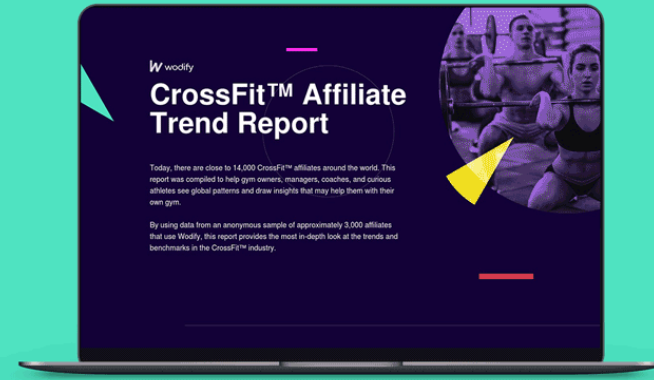 W wodify
CrossFit™ Affiliate
Trend Report
Today, there are close to 14,000 CrossFit™ affiliates around the world. This
report was compiled to help gym owners, managers, coaches, and curious
athletes see global patterns and draw insights that may help them with their
own gym.
By using data from an anonymous sample of approximately 3,000 affiliates
that use Wodify, this report provides the most in-depth look at the trends and
benchmarks in the CrossFit™ industry.